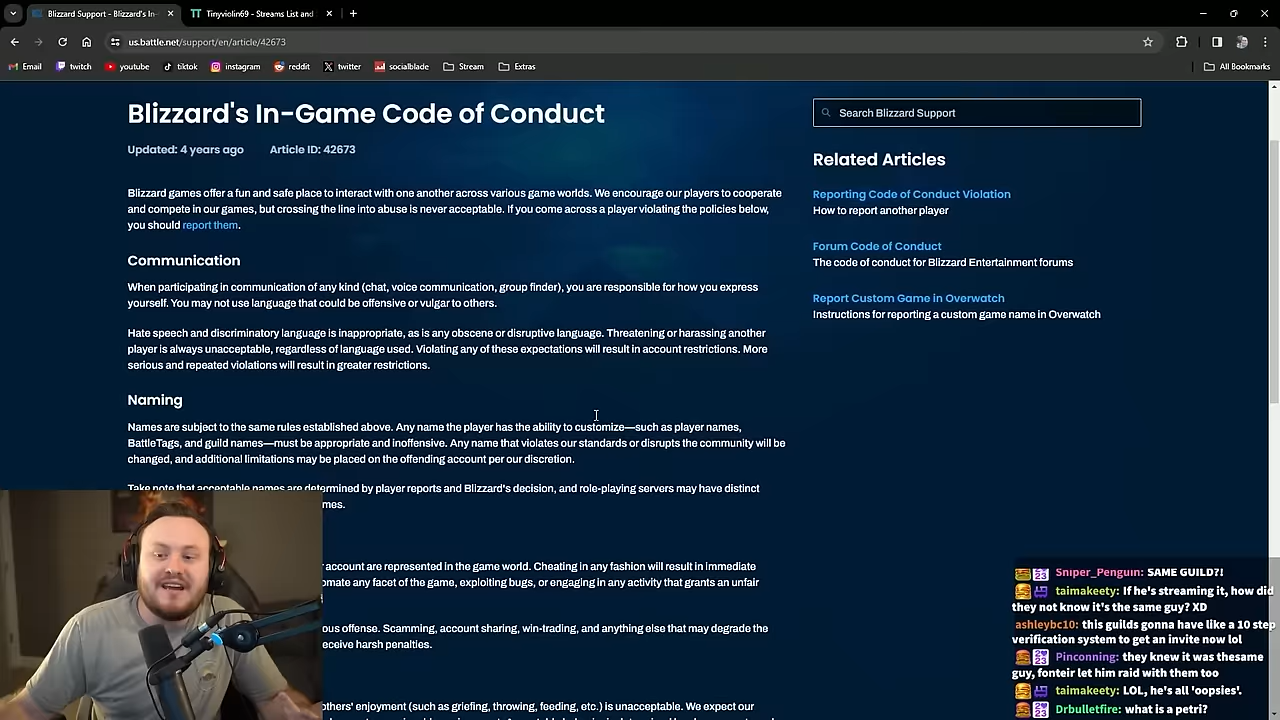 Blizzard Support - Blizzard's In-
Tinyviolin69 - Streams List and
us.battle.net/support/en/article/42673
Email
twitch
youtube
tiktok
instagram
reddit
twitter
socialblade
Stream
Extras
All Bookmarks
Blizzard's In-Game Code of Conduct
Updated: 4 years ago Article ID: 42673
Blizzard games offer a fun and safe place to interact with one another across various game worlds. We encourage our players to cooperate
and compete in our games, but crossing the line into abuse is never acceptable. If you come across a player violating the policies below,
you should report them.
Communication
When participating in communication of any kind (chat, voice communication, group finder), you are responsible for how you express
yourself. You may not use language that could be offensive or vulgar to others.
Hate speech and discriminatory language is inappropriate, as is any obscene or disruptive language. Threatening or harassing another
player is always unacceptable, regardless of language used. Violating any of these expectations will result in account restrictions. More
serious and repeated violations will result in greater restrictions.
Naming
Names are subject to the same rules established above. Any name the player has the ability to customize—such as player names,
BattleTags, and guild names—must be appropriate and inoffensive. Any name that violates our standards or disrupts the community will be
changed, and additional limitations may be placed on the offending account per our discretion.
Take note that acceptable names are determined by player reports and Blizzard's decision, and role-playing servers may have distinct
mes.
account are represented in the game world. Cheating in any fashion will result in immediate
omate any facet of the game, exploiting bugs, or engaging in any activity that grants an unfair
ous offense. Scamming, account sharing, win-trading, and anything else that may degrade the
eceive harsh penalties.
others' enjoyment (such as griefing, throwing, feeding, etc.) is unacceptable. We expect our
Search Blizzard Support
Related Articles
Reporting Code of Conduct Violation
How to report another player
Forum Code of Conduct
The code of conduct for Blizzard Entertainment forums
Report Custom Game in Overwatch
Instructions for reporting a custom game name in Overwatch
Sniper_Penguin: SAME GUILD?!
taimakeety: If he's streaming it, how did
they not know it's the same guy? XD
ashleybc10: this guilds gonna have like a 10 step
verification system to get an invite now lol
Pinconning: they knew it was thesame
guy, fonteir let him raid with them too
taimakeety: LOL, he's all 'oopsies'.
Drbulletfire: what is a petri?